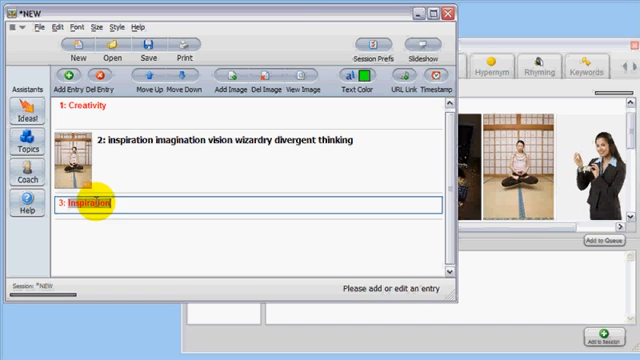 *NEW
File Edit Font Size Style Help
New Open Save Print Session Prefs Slideshow
Assistants Add Entry Del Entry Move Up Move Down Add Image Del Image View Image Text Color URL Link Timestamp
Hypernym Rhyming Keywords
Ideas!
Topics
Coach
Help
1: Creativity
2: inspiration imagination vision wizardry divergent thinking
3: Inspiration
Add to Queue
Session: *NEW
Please add or edit an entry
Add to Session